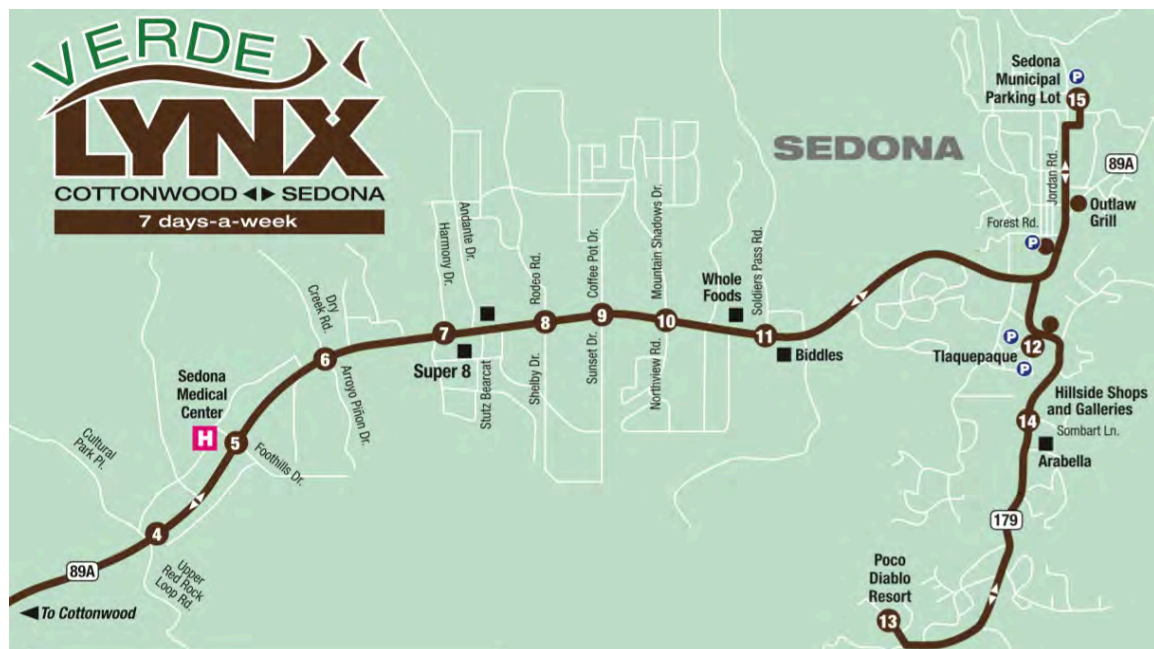 VERDE
LYNX
COTTONWOOD SEDONA
7 days-a-week
SEDONA
Sedona
Municipal
Parking Lot
P
15
89A
Jordan Rd.
Outlaw
Grill
Forest Rd.
P
Andante Dr.
Harmony Dr.
Rodeo Rd.
Coffee Pot Dr.
Mountain Shadows Dr.
Soldiers Pass Rd.
Whole
Foods
Dry
Creek Rd.
7
8
9
10
11
Biddles
P
12
Tlaquepaque
P
6
Super 8
Stutz Bearcat
Shelby Dr.
Sunset Dr.
Northview Rd.
Arroyo Piñon Dr.
Sedona
Medical
Center
H
5
Foothills Dr.
Hillside Shops
and Galleries
14
Sombart Ln.
Arabella
Cultural
Park Pl.
4
179
89A
Upper
Red Rock
Loop Rd.
Poco
Diablo
Resort
13
To Cottonwood